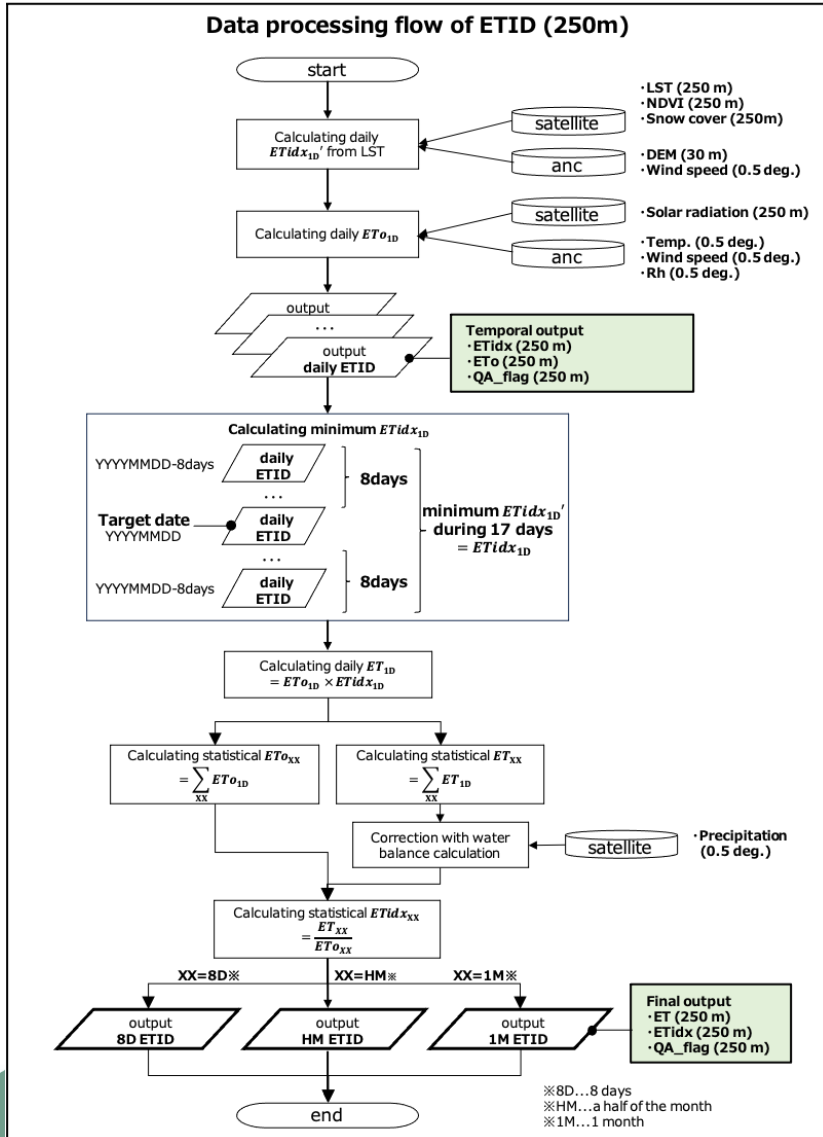 Data processing flow of ETID (250m)
start
Calculating daily
ETidx1D′ from LST
satellite
・LST (250 m)
・NDVI (250 m)
・Snow cover (250m)
anc
・DEM (30 m)
・Wind speed (0.5 deg.)
Calculating daily ETo1D
satellite
・Solar radiation (250 m)
anc
・Temp. (0.5 deg.)
・Wind speed (0.5 deg.)
・Rh (0.5 deg.)
output
...
output
daily ETID
Temporal output
・ETidx (250 m)
・ETo (250 m)
・QA_flag (250 m)
Calculating minimum ETidx1D
YYYYMMDD-8days
daily
ETID
8days
...
Target date
YYYYMMDD
daily
ETID
minimum ETidx1D′
during 17 days
= ETidx1D
...
YYYYMMDD-8days
daily
ETID
8days
Calculating daily ET1D
= ETo1D × ETidx1D
Calculating statistical EToXX
= ∑XX ETo1D
Calculating statistical ETXX
= ∑XX ET1D
Correction with water
balance calculation
satellite
・Precipitation
(0.5 deg.)
Calculating statistical ETidxXX
= ETXX / EToXX
XX=8D※
XX=HM※
XX=1M※
output
8D ETID
output
HM ETID
output
1M ETID
Final output
・ET (250 m)
・ETidx (250 m)
・QA_flag (250 m)
end
※8D...8 days
※HM...a half of the month
※1M...1 month